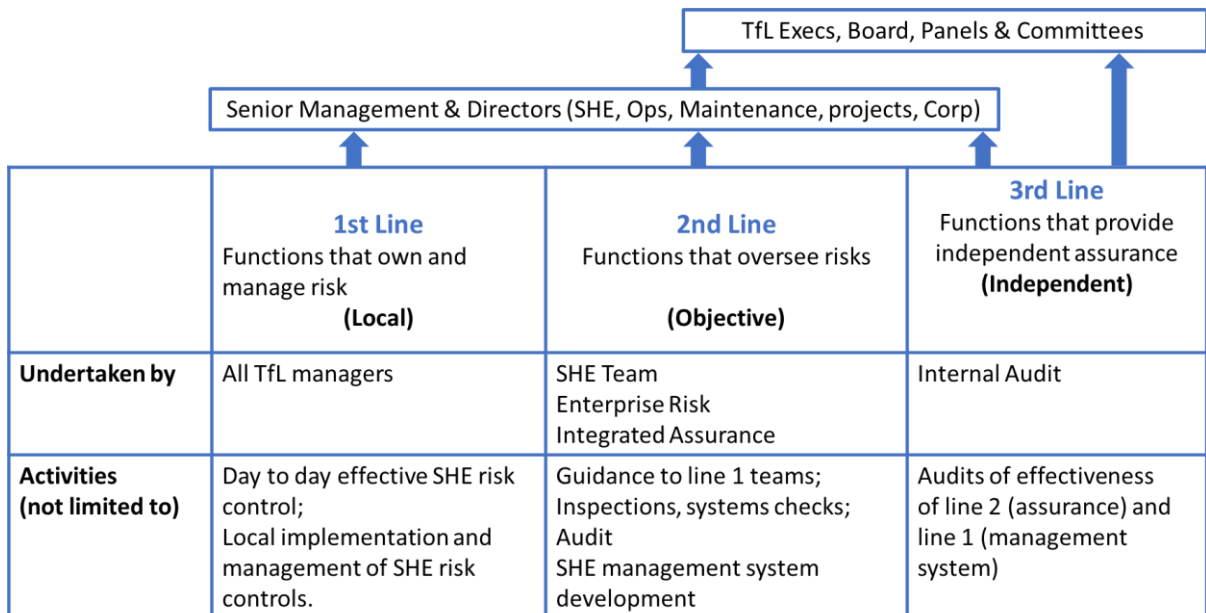 TfL Execs, Board, Panels & Committees
Senior Management & Directors (SHE, Ops, Maintenance, projects, Corp)
1st Line
Functions that own and
manage risk
(Local)
2nd Line
Functions that oversee risks
(Objective)
3rd Line
Functions that provide
independent assurance
(Independent)
Undertaken by
All TfL managers
SHE Team
Enterprise Risk
Integrated Assurance
Internal Audit
Activities
(not limited to)
Day to day effective SHE risk
control;
Local implementation and
management of SHE risk
controls.
Guidance to line 1 teams;
Inspections, systems checks;
Audit
SHE management system
development
Audits of effectiveness
of line 2 (assurance) and
line 1 (management
system)